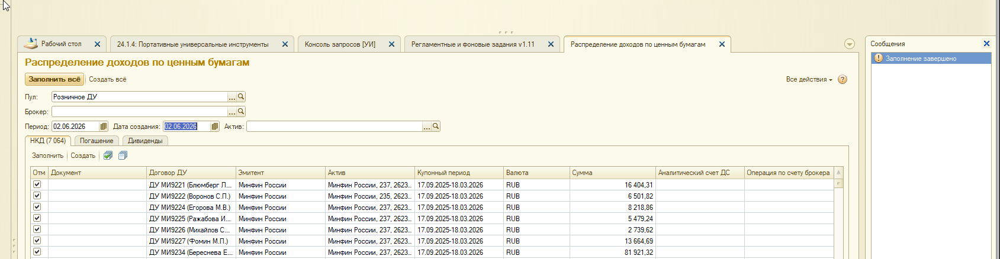 Рабочий стол
24.1.4: Портативные универсальные инструменты
Консоль запросов [УИ]
Регламентные и фоновые задания v1.11
Распределение доходов по ценным бумагам
Сообщения
Распределение доходов по ценным бумагам
Заполнение завершено
Заполнить всё Создать всё Все действия ?
Пул: Розничное ДУ ...
Брокер: ...
Период: 02.06.2026 Дата создания: 02.06.2026 Актив: ...
НКД (7 064) Погашение Дивиденды
Заполнить Создать
Отм Документ Договор ДУ Эмитент Актив Купонный период Валюта Сумма Аналитический счет ДС Операция по счету брокера
ДУ МИ9221 (Блюмберг Л.... Минфин России Минфин России, 237, 2623... 17.09.2025-18.03.2026 RUB 16 404,31
ДУ МИ9222 (Воронов С.П.) Минфин России Минфин России, 235, 2623... 17.09.2025-18.03.2026 RUB 6 501,82
ДУ МИ9224 (Егорова М.В.) Минфин России Минфин России, 237, 2623... 17.09.2025-18.03.2026 RUB 8 218,86
ДУ МИ9225 (Ражабова И.... Минфин России Минфин России, 237, 2623... 17.09.2025-18.03.2026 RUB 5 479,24
ДУ МИ9226 (Михайлов С.... Минфин России Минфин России, 237, 2623... 17.09.2025-18.03.2026 RUB 2 739,62
ДУ МИ9227 (Фомин М.П.) Минфин России Минфин России, 237, 2623... 17.09.2025-18.03.2026 RUB 13 664,69
ДУ МИ9234 (Береснева Е.... Минфин России Минфин России, 237, 2623... 17.09.2025-18.03.2026 RUB 81 921,32